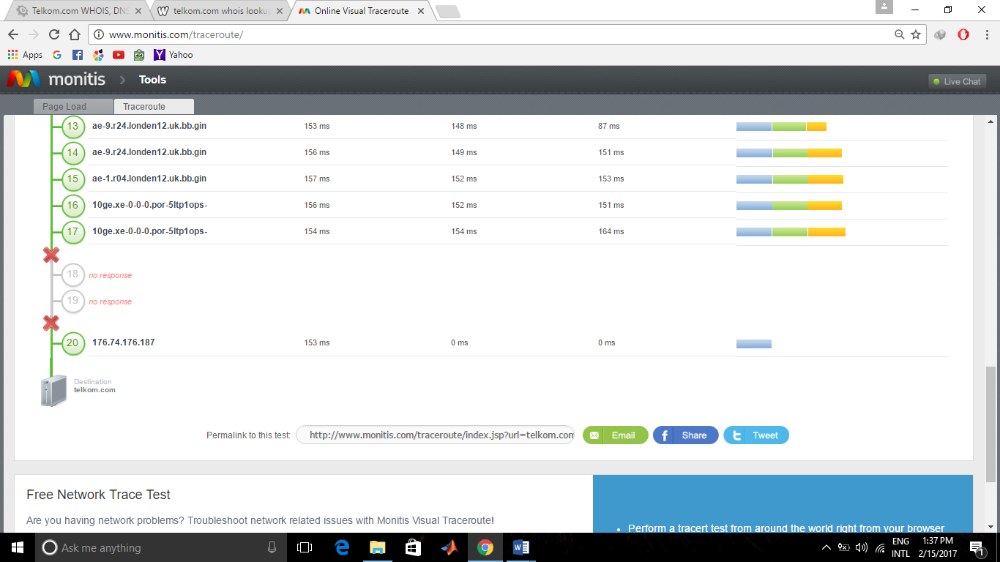 Telkom.com WHOIS, DNS
telkom.com whois looku
Online Visual Traceroute
www.monitis.com/traceroute/
Apps
Yahoo
monitis
Tools
Live Chat
Page Load
Traceroute
13 ae-9.r24.londen12.uk.bb.gin 153 ms 148 ms 87 ms
14 ae-9.r24.londen12.uk.bb.gin 156 ms 149 ms 151 ms
15 ae-1.r04.londen12.uk.bb.gin 157 ms 152 ms 153 ms
16 10ge.xe-0-0-0.por-5ltp1ops- 156 ms 152 ms 151 ms
17 10ge.xe-0-0-0.por-5ltp1ops- 154 ms 154 ms 164 ms
18 no response
19 no response
20 176.74.176.187 153 ms 0 ms 0 ms
Destination
telkom.com
Permalink to this test: http://www.monitis.com/traceroute/index.jsp?url=telkom.com
Email
Share
Tweet
Free Network Trace Test
Are you having network problems? Troubleshoot network related issues with Monitis Visual Traceroute!
• Perform a tracert test from around the world right from your browser
Ask me anything
ENG
INTL
1:37 PM
2/15/2017
1